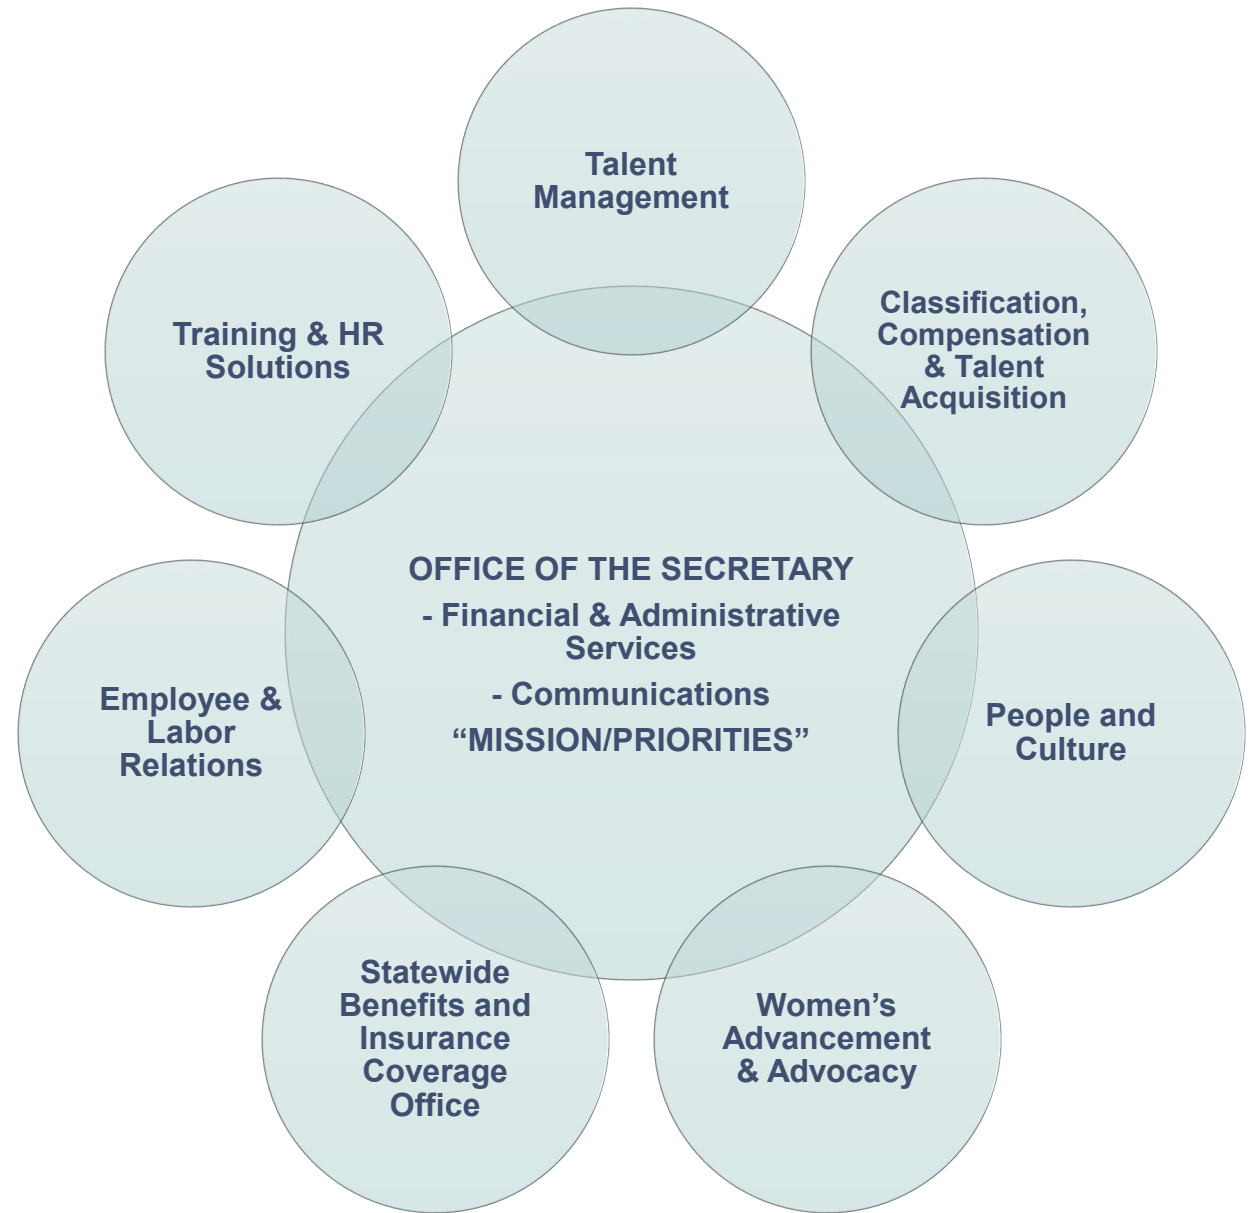 Talent
Management
Classification,
Compensation
& Talent
Acquisition
Training & HR
Solutions
OFFICE OF THE SECRETARY
- Financial & Administrative
Services
- Communications
“MISSION/PRIORITIES”
Employee &
Labor
Relations
People and
Culture
Statewide
Benefits and
Insurance
Coverage
Office
Women’s
Advancement
& Advocacy